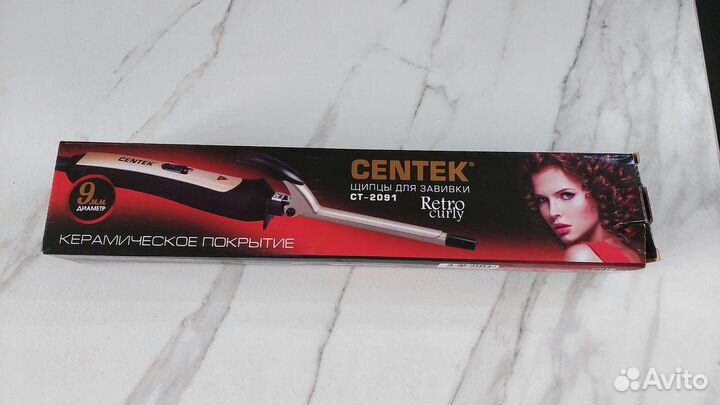 CENTEK®
ЩИПЦЫ ДЛЯ ЗАВИВКИ
CT-2091
Retro
curly
CENTEK
9 мм
ДИАМЕТР
КЕРАМИЧЕСКОЕ ПОКРЫТИЕ
Avito